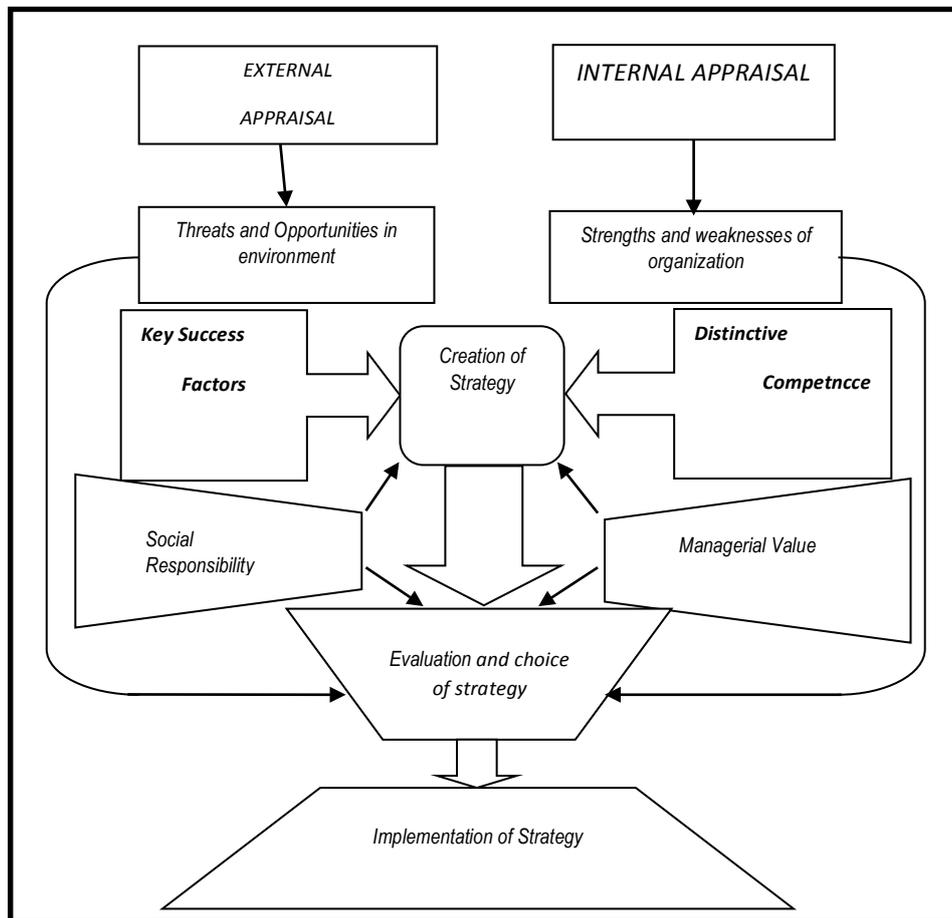 EXTERNAL
APPRAISAL
INTERNAL APPRAISAL
Threats and Opportunities in
environment
Strengths and weaknesses of
organization
Key Success
Factors
Creation of
Strategy
Distinctive
Competncce
Social
Responsibility
Managerial Value
Evaluation and choice
of strategy
Implementation of Strategy